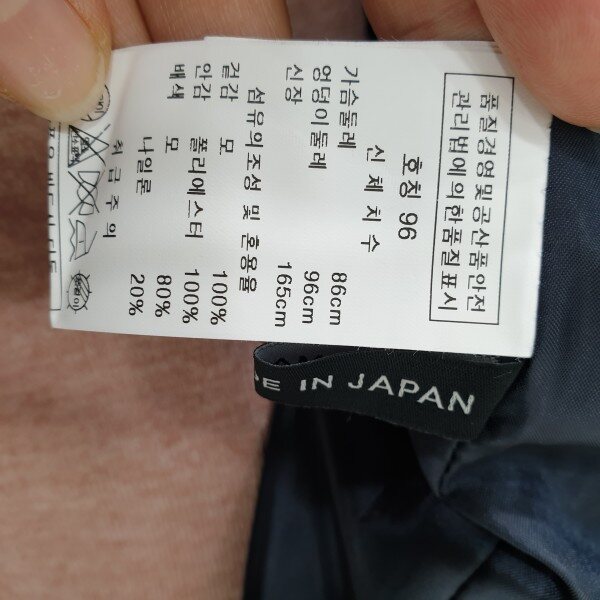 품질경영및공산품안전
관리법에의한품질표시
호칭 96
신 체 치 수
가슴둘레 86cm
엉덩이둘레 96cm
신장 165cm
섬유의조성 및 혼용율
겉감 모 100%
안감 폴리에스터 100%
배색 모 80%
나일론 20%
취 급 주 의
IN JAPAN